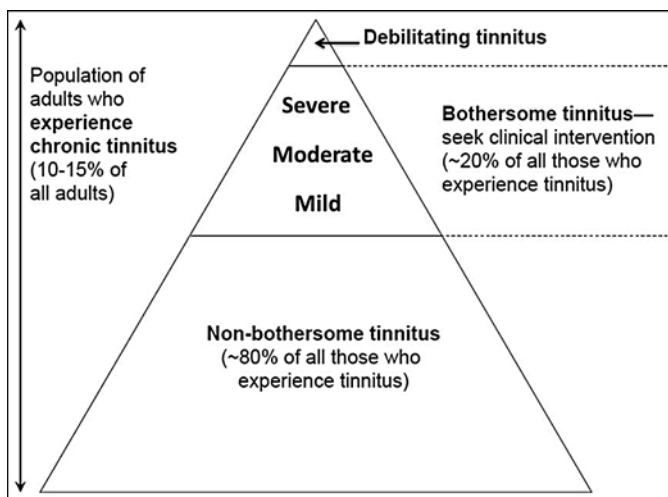 Debilitating tinnitus
Population of
adults who
experience
chronic tinnitus
(10-15% of
all adults)
Severe
Moderate
Mild
Bothersome tinnitus—
seek clinical intervention
(~20% of all those who
experience tinnitus)
Non-bothersome tinnitus
(~80% of all those who
experience tinnitus)